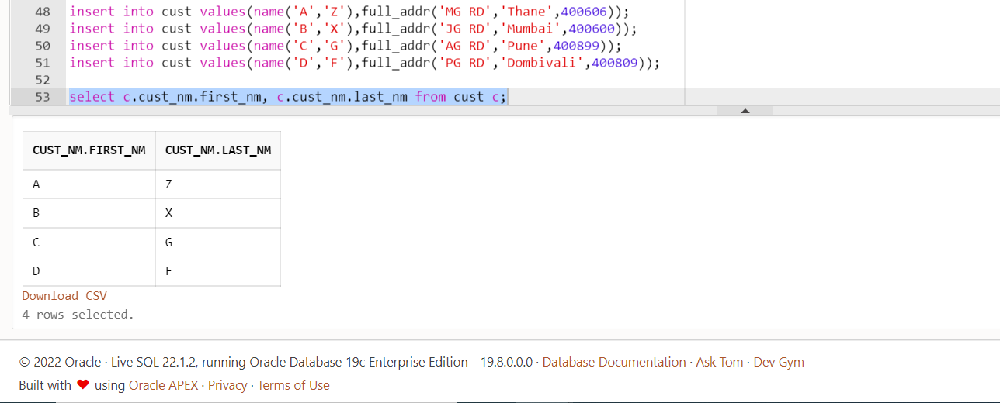 48 insert into cust values(name('A','Z'),full_addr('MG RD','Thane',400606));
49 insert into cust values(name('B','X'),full_addr('JG RD','Mumbai',400600));
50 insert into cust values(name('C','G'),full_addr('AG RD','Pune',400899));
51 insert into cust values(name('D','F'),full_addr('PG RD','Dombivali',400809));
52
53 select c.cust_nm.first_nm, c.cust_nm.last_nm from cust c;
CUST_NM.FIRST_NM CUST_NM.LAST_NM
A Z
B X
C G
D F
Download CSV
4 rows selected.
© 2022 Oracle · Live SQL 22.1.2, running Oracle Database 19c Enterprise Edition - 19.8.0.0.0 · Database Documentation · Ask Tom · Dev Gym
Built with ❤ using Oracle APEX · Privacy · Terms of Use